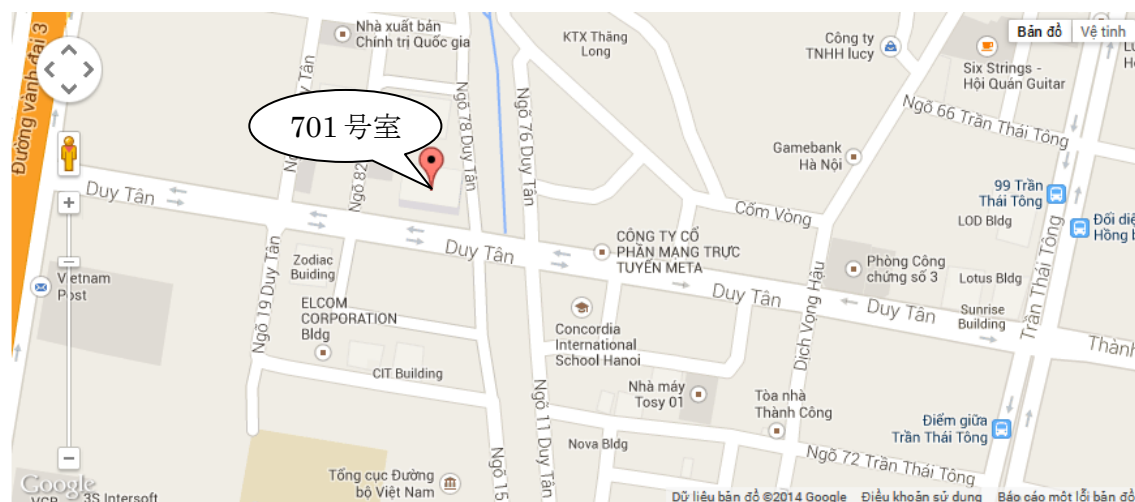 Nhà xuất bản
Chính trị Quốc gia
KTX Thăng
Long
Công ty
TNHH lucy
Bản đồ
Vệ tinh
Six Strings -
Hội Quán Guitar
Đường vành đai 3
Ngõ 78 Duy Tân
Ngõ 76 Duy Tân
Ngõ 66 Trần Thái Tông
701 号室
Ngõ 82
Gamebank
Hà Nội
99 Trần
Thái Tông
LOD Bldg
Duy Tân
Cốm Vòng
Duy Tân
CÔNG TY CỔ
PHẦN MẠNG TRỰC
TUYẾN META
Zodiac
Buiding
Ngõ 19 Duy Tân
Vietnam
Post
Phòng Công
chứng số 3
Lotus Bldg
Trần Thái Tông
Duy Tân
Duy Tân
Dịch Vọng Hậu
Sunrise
Building
ELCOM
CORPORATION
Bldg
Concordia
International
School Hanoi
CIT Building
Nhà máy
Tosy 01
Tòa nhà
Thành Công
Ngõ 11 Duy Tân
Điểm giữa
Trần Thái Tông
Nova Bldg
Ngõ 72 Trần Thái Tông
Ngõ 15
Tổng cục Đường
bộ Việt Nam
Google
3S Intersoft
Dữ liệu bản đồ ©2014 Google
Điều khoản sử dụng
Báo cáo một lỗi bản đồ